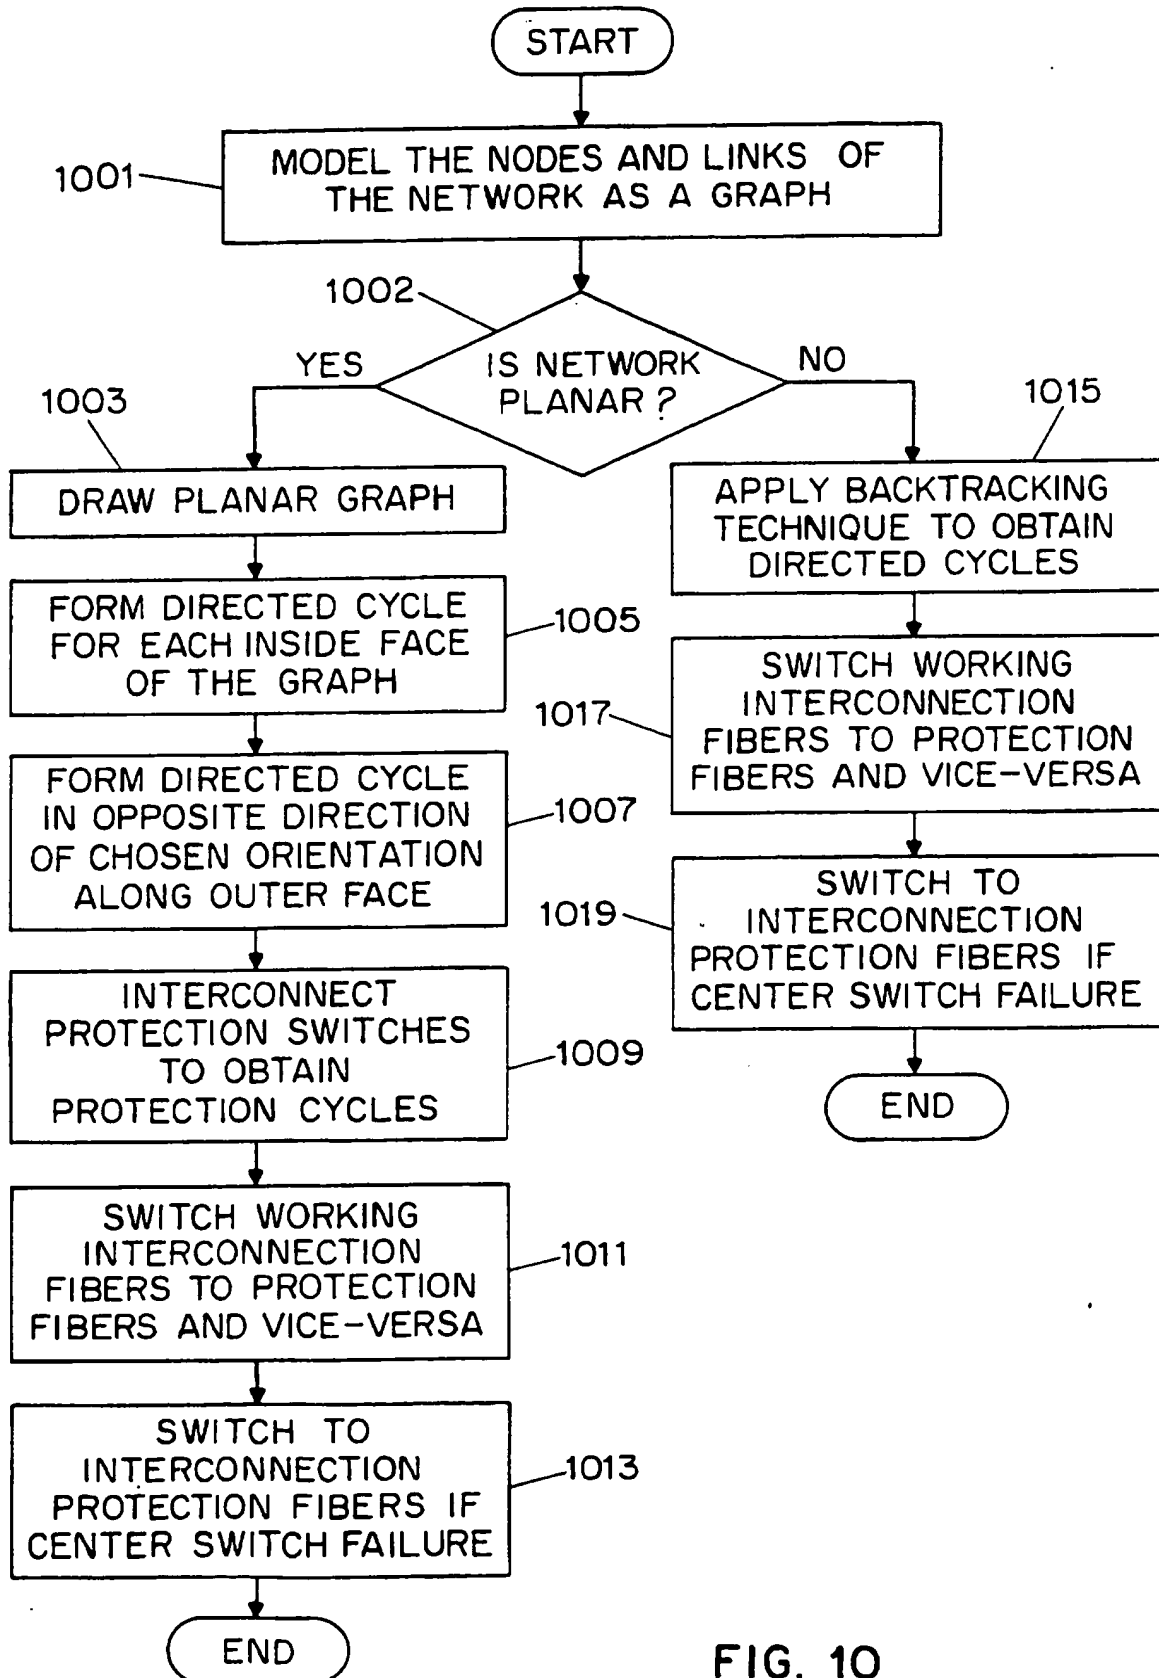 START
1001
MODEL THE NODES AND LINKS OF
THE NETWORK AS A GRAPH
1002
IS NETWORK
PLANAR?
YES
NO
1003
DRAW PLANAR GRAPH
FORM DIRECTED CYCLE
FOR EACH INSIDE FACE
OF THE GRAPH
1005
FORM DIRECTED CYCLE
IN OPPOSITE DIRECTION
OF CHOSEN ORIENTATION
ALONG OUTER FACE
1007
INTERCONNECT
PROTECTION SWITCHES
TO OBTAIN
PROTECTION CYCLES
1009
SWITCH WORKING
INTERCONNECTION
FIBERS TO PROTECTION
FIBERS AND VICE-VERSA
1011
SWITCH TO
INTERCONNECTION
PROTECTION FIBERS IF
CENTER SWITCH FAILURE
1013
END
1015
APPLY BACKTRACKING
TECHNIQUE TO OBTAIN
DIRECTED CYCLES
1017
SWITCH WORKING
INTERCONNECTION
FIBERS TO PROTECTION
FIBERS AND VICE-VERSA
1019
SWITCH TO
INTERCONNECTION
PROTECTION FIBERS IF
CENTER SWITCH FAILURE
END
FIG. 10